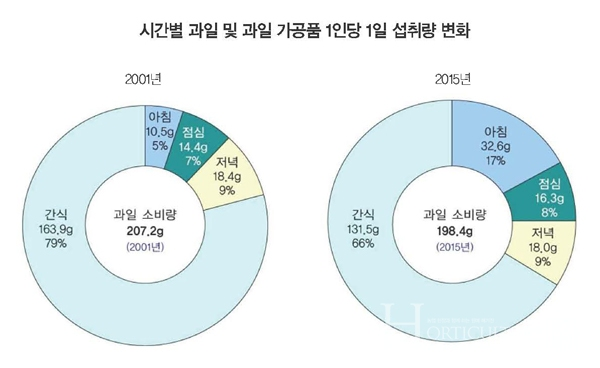 시간별 과일 및 과일 가공품 1인당 1일 섭취량 변화
2001년
아침
10.5g
5%
점심
14.4g
7%
저녁
18.4g
9%
간식
163.9g
79%
과일 소비량
207.2g
(2001년)
2015년
아침
32.6g
17%
점심
16.3g
8%
저녁
18.0g
9%
간식
131.5g
66%
과일 소비량
198.4g
(2015년)